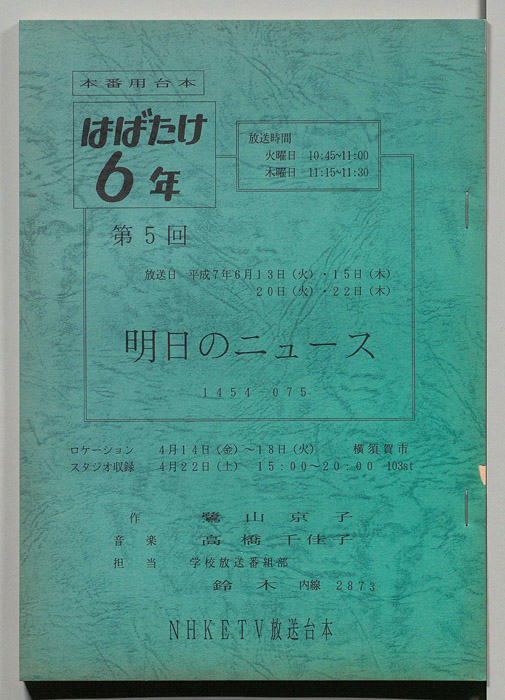 本番用台本
はばたけ
6年
放送時間
火曜日 10:45~11:00
木曜日 11:15~11:30
第5回
放送日 平成7年6月13日(火)・15日(木)
20日(火)・22日(木)
明日のニュース
1454-075
ロケーション 4月14日(金)～18日(火) 横須賀市
スタジオ収録 4月22日(土) 15:00～20:00 103st
作 鷺山京子
音楽 高橋千佳子
担当 学校放送番組部
鈴木 内線 2873
NHKETV放送台本